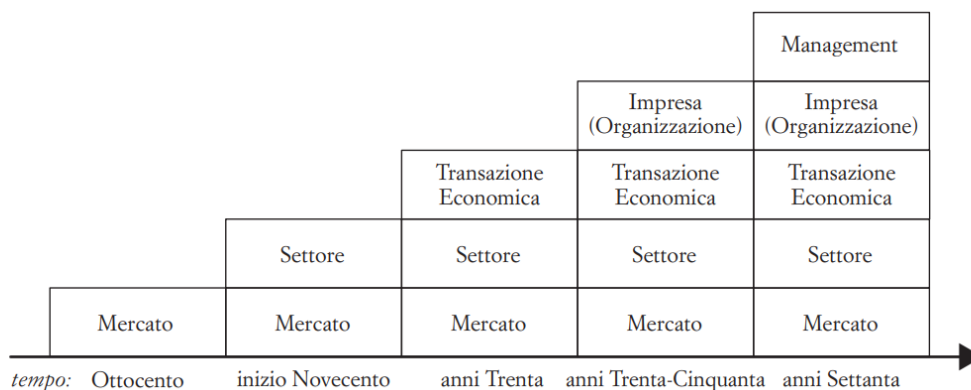 Management
Impresa Impresa
(Organizzazione) (Organizzazione)
Transazione Transazione Transazione
Economica Economica Economica
Settore Settore Settore Settore
Mercato Mercato Mercato Mercato Mercato
tempo: Ottocento inizio Novecento anni Trenta anni Trenta-Cinquanta anni Settanta